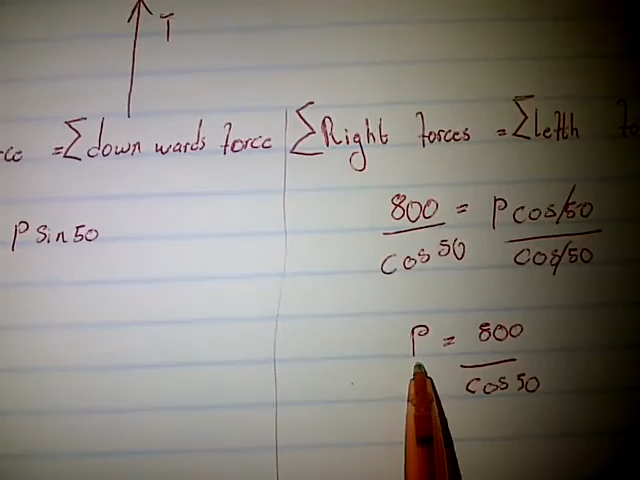 T
ce = Σ down wards force
P sin 50
Σ Right forces = Σ lefth
800 = P cos 50
cos 50 cos 50
P = 800
cos 50